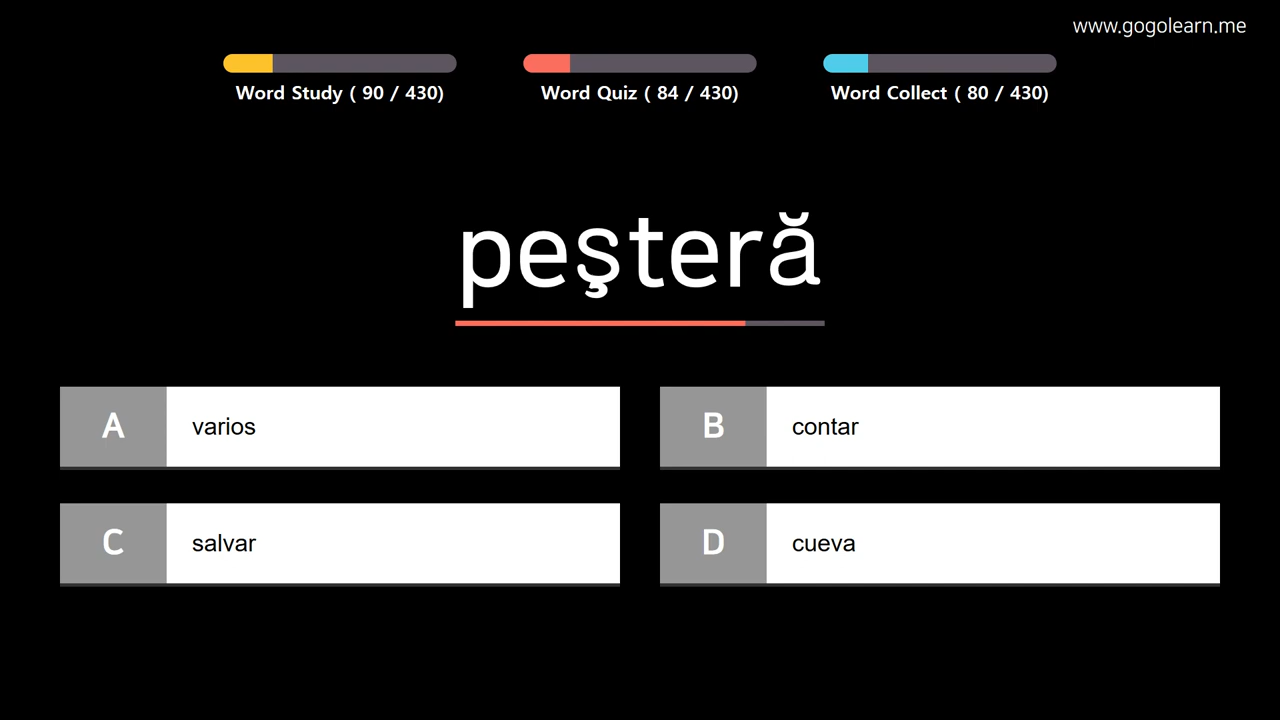 www.gogolearn.me
Word Study ( 90 / 430)
Word Quiz ( 84 / 430)
Word Collect ( 80 / 430)
peşteră
A varios
B contar
C salvar
D cueva